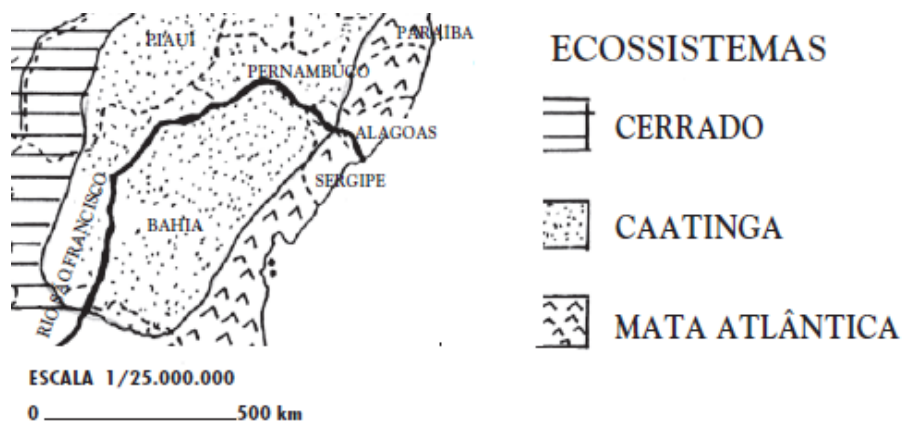 PIAUÍ
PARAÍBA
PERNAMBUCO
ALAGOAS
SERGIPE
BAHIA
RIO SÃO FRANCISCO
ESCALA 1/25.000.000
0 500 km
ECOSSISTEMAS
CERRADO
CAATINGA
MATA ATLÂNTICA